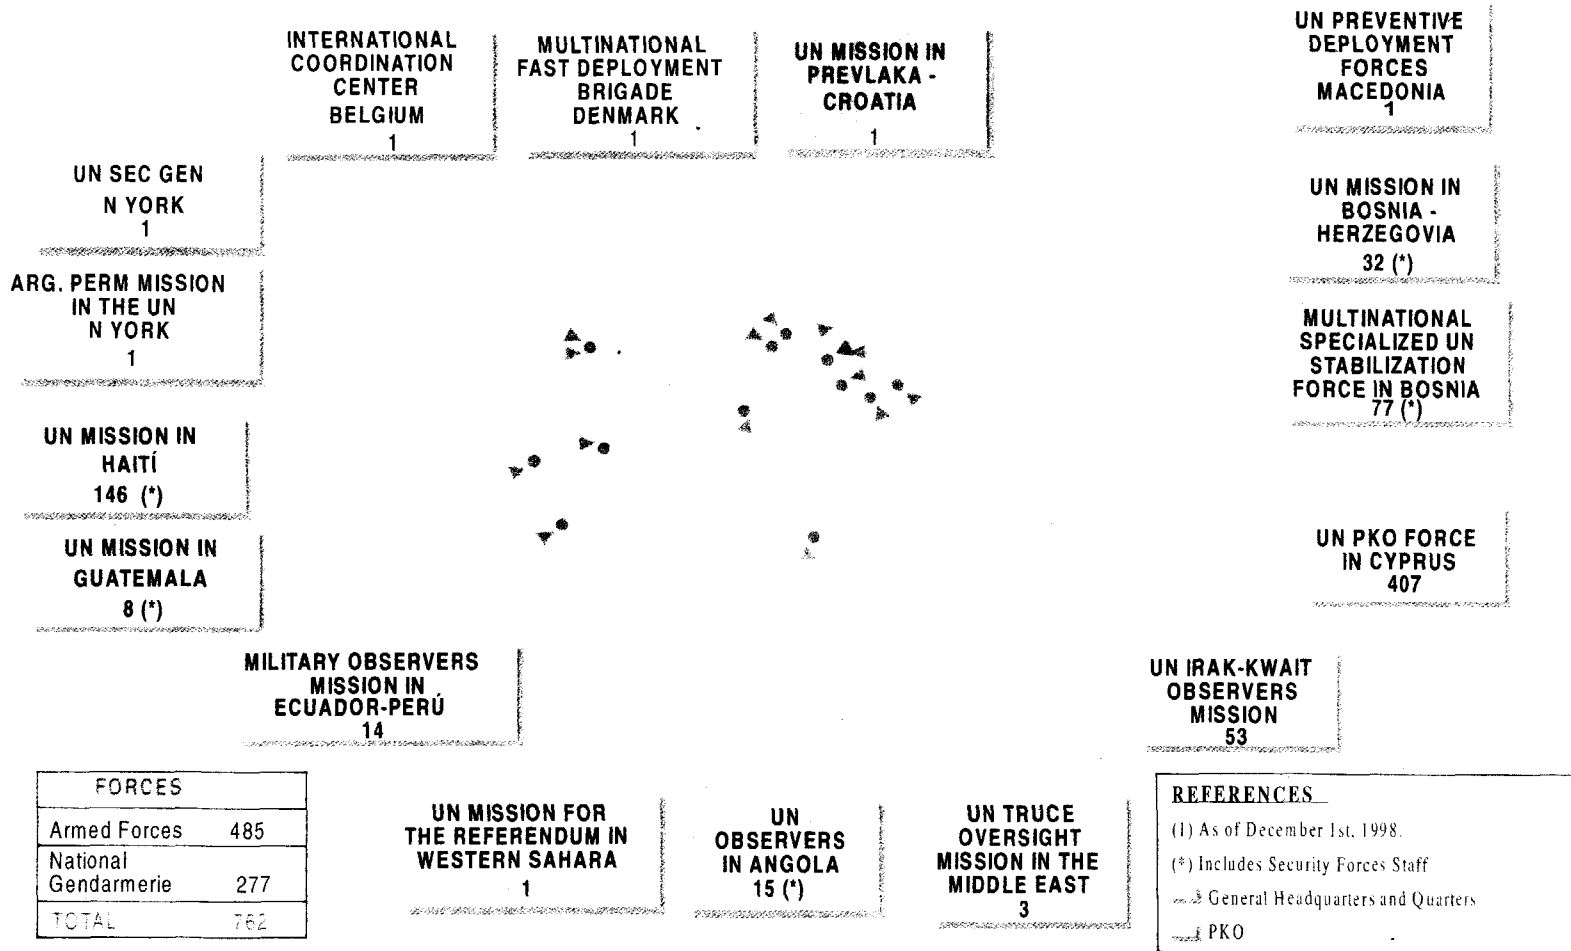 INTERNATIONAL
COORDINATION
CENTER
BELGIUM
1
MULTINATIONAL
FAST DEPLOYMENT
BRIGADE
DENMARK
1
UN MISSION IN
PREVLAKA -
CROATIA
1
UN PREVENTIVE
DEPLOYMENT
FORCES
MACEDONIA
1
UN SEC GEN
N YORK
1
UN MISSION IN
BOSNIA -
HERZEGOVIA
32 (*)
ARG. PERM MISSION
IN THE UN
N YORK
1
MULTINATIONAL
SPECIALIZED UN
STABILIZATION
FORCE IN BOSNIA
77 (*)
UN MISSION IN
HAITÍ
146 (*)
UN MISSION IN
GUATEMALA
8 (*)
UN PKO FORCE
IN CYPRUS
407
MILITARY OBSERVERS
MISSION IN
ECUADOR-PERÚ
14
UN IRAK-KWAIT
OBSERVERS
MISSION
53
FORCES
Armed Forces 485
National
Gendarmerie 277
TOTAL 762
UN MISSION FOR
THE REFERENDUM IN
WESTERN SAHARA
1
UN
OBSERVERS
IN ANGOLA
15 (*)
UN TRUCE
OVERSIGHT
MISSION IN THE
MIDDLE EAST
3
REFERENCES
(1) As of December 1st. 1998.
(*) Includes Security Forces Staff
General Headquarters and Quarters
PKO